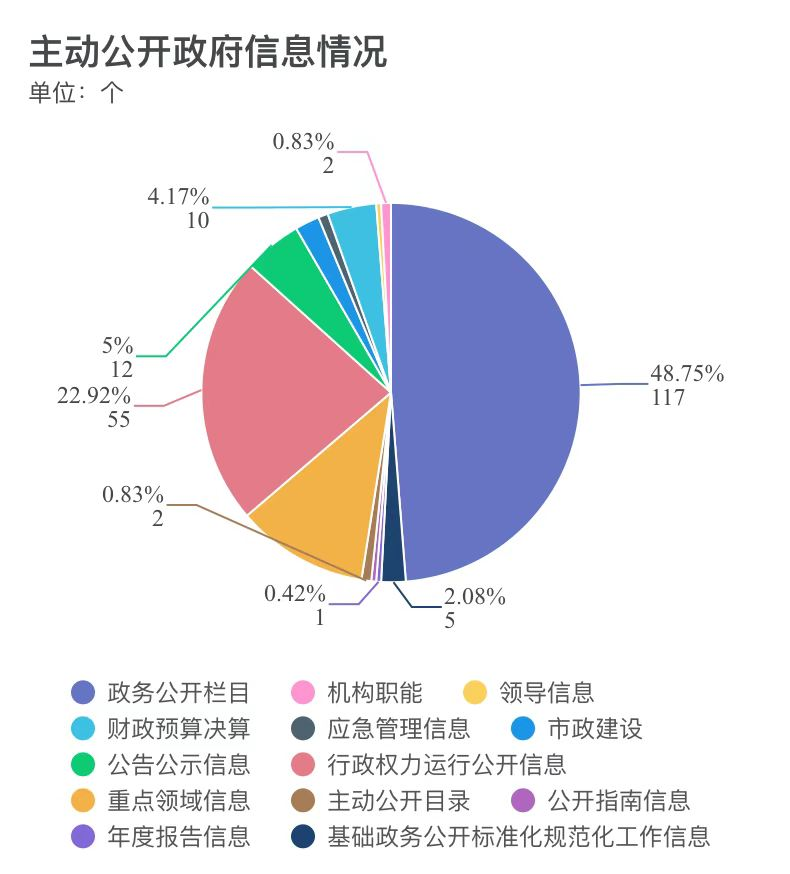 主动公开政府信息情况
单位：个
0.83%
2
4.17%
10
5%
12
48.75%
117
22.92%
55
0.83%
2
0.42%
1
2.08%
5
政务公开栏目 机构职能 领导信息
财政预算决算 应急管理信息 市政建设
公告公示信息 行政权力运行公开信息
重点领域信息 主动公开目录 公开指南信息
年度报告信息 基础政务公开标准化规范化工作信息